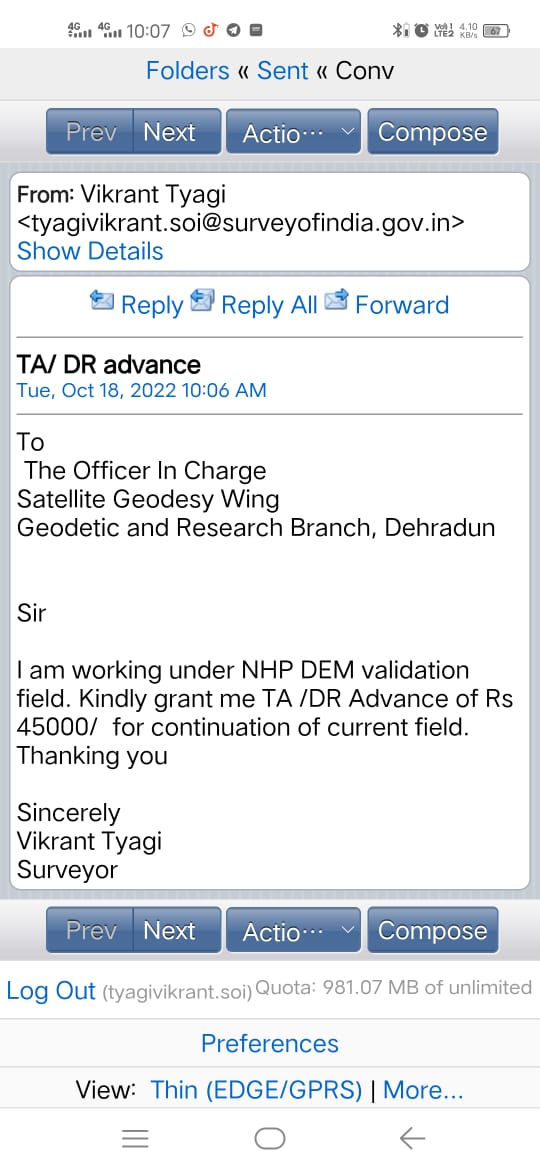 4G 4G 10:07 Vo)) 1 LTE2 4.10 KB/s 67
Folders « Sent « Conv
Prev Next Actio··· Compose
From: Vikrant Tyagi
<tyagivikrant.soi@surveyofindia.gov.in>
Show Details
Reply Reply All Forward
TA/ DR advance
Tue, Oct 18, 2022 10:06 AM
To
The Officer In Charge
Satellite Geodesy Wing
Geodetic and Research Branch, Dehradun
Sir
I am working under NHP DEM validation
field. Kindly grant me TA /DR Advance of Rs
45000/  for continuation of current field.
Thanking you
Sincerely
Vikrant Tyagi
Surveyor
Prev Next Actio··· Compose
Log Out (tyagivikrant.soi) Quota: 981.07 MB of unlimited
Preferences
View: Thin (EDGE/GPRS) | More...